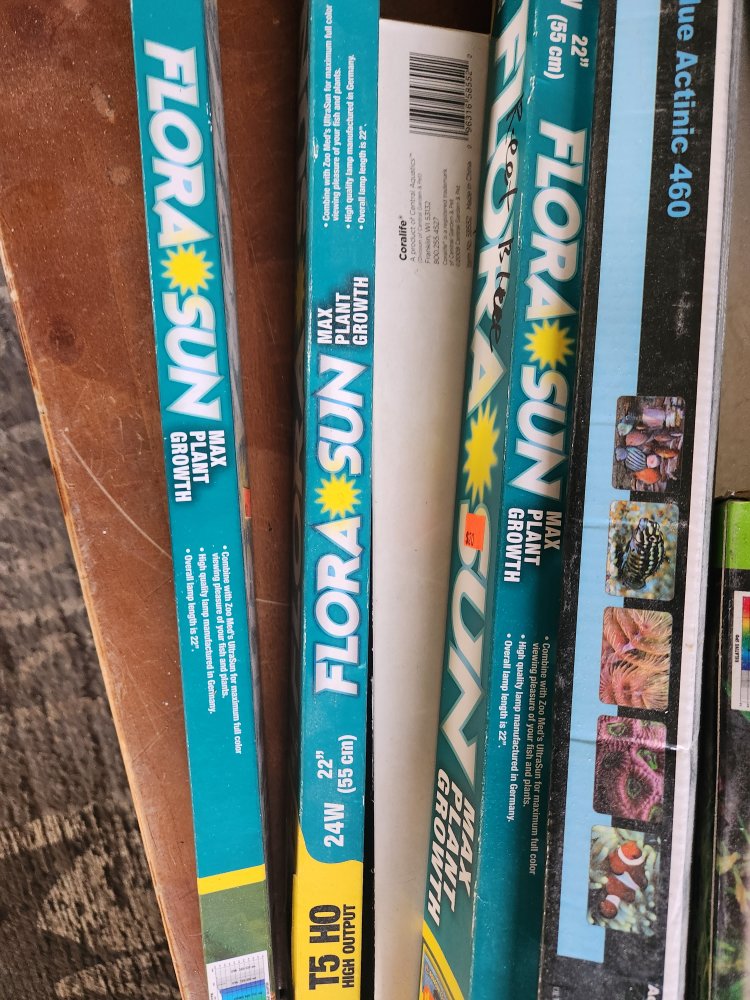 FLORA SUN
MAX
PLANT
GROWTH
• Combine with Zoo Med's UltraSun for maximum full color
viewing pleasure of your fish and plants.
• High quality lamp manufactured in Germany.
• Overall lamp length is 22".
• Combine with Zoo Med's UltraSun for maximum full color
viewing pleasure of your fish and plants.
• High quality lamp manufactured in Germany.
• Overall lamp length is 22".
MAX
PLANT
GROWTH
FLORA SUN
22"
24W (55 cm)
T5 HO
HIGH OUTPUT
Coralife®
A product of Central Aquatics™
Franklin, WI 53132
FLORA SUN
MAX
PLANT
GROWTH
22"
(55 cm)
FLORA SUN
MAX
PLANT
GROWTH
• Combine with Zoo Med's UltraSun for maximum full color
viewing pleasure of your fish and plants.
• High quality lamp manufactured in Germany.
• Overall lamp length is 22".
lue Actinic 460